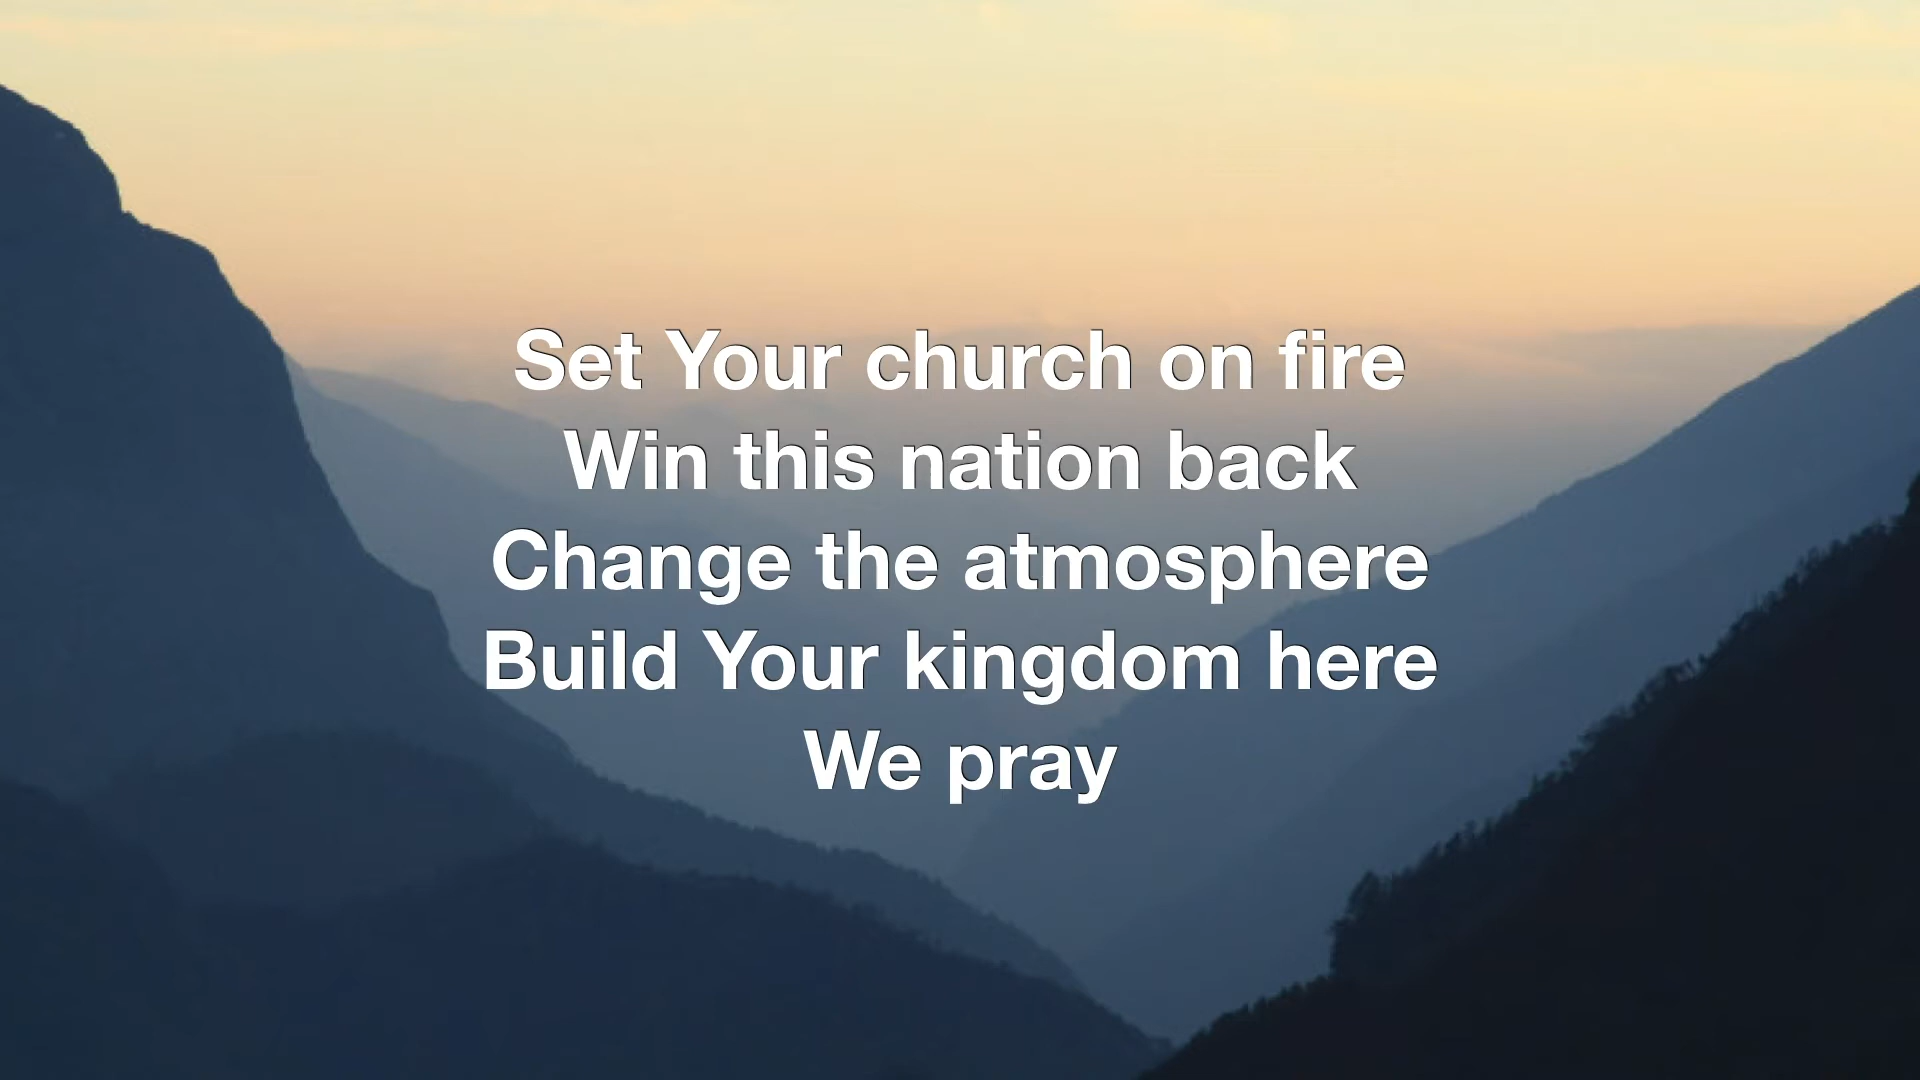 Set Your church on fire
Win this nation back
Change the atmosphere
Build Your kingdom here
We pray